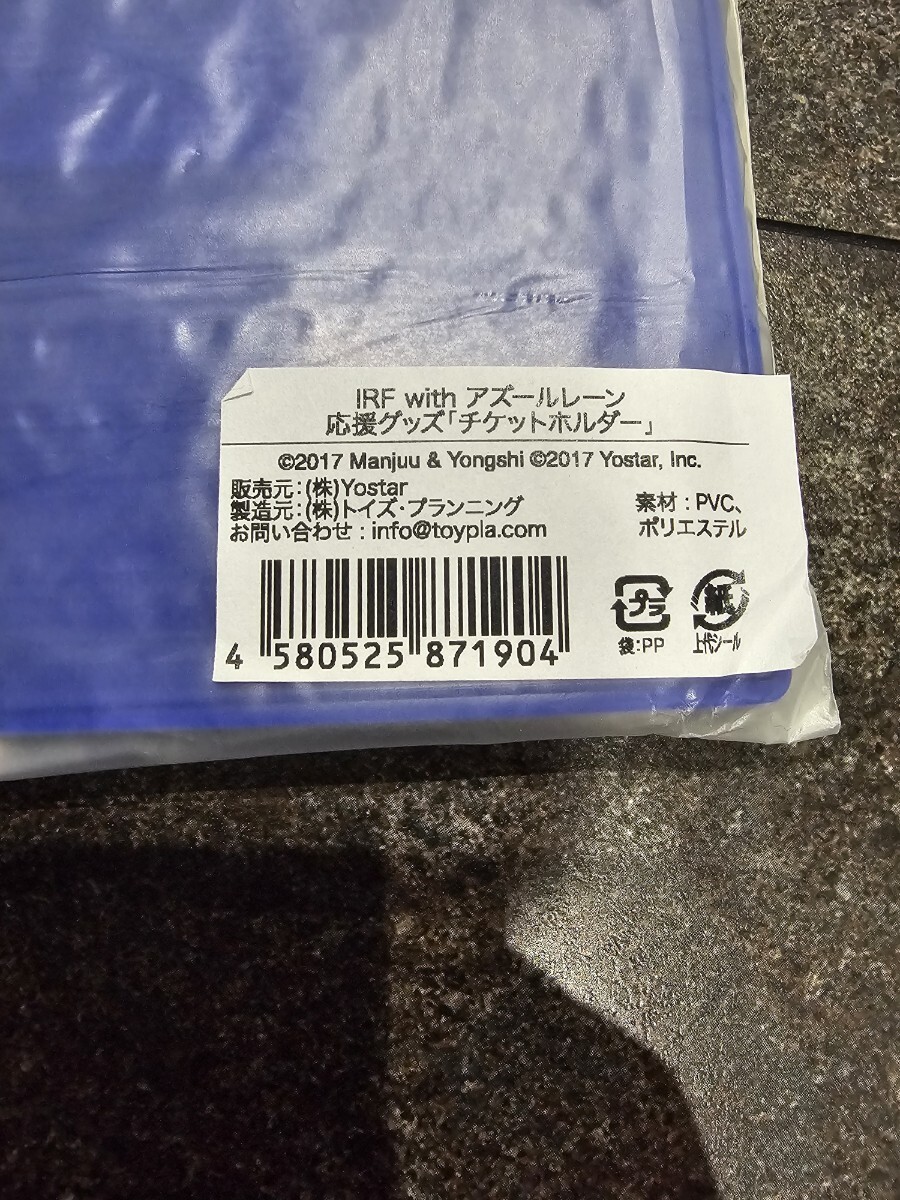 IRF with アズールレーン
応援グッズ「チケットホルダー」
©2017 Manjuu & Yongshi ©2017 Yostar, Inc.
販売元：(株)Yostar
製造元：(株)トイズ・プランニング
お問い合わせ：info@toypla.com
素材：PVC、
ポリエステル
4 580525 871904
プラ
袋：PP
紙
上代シール